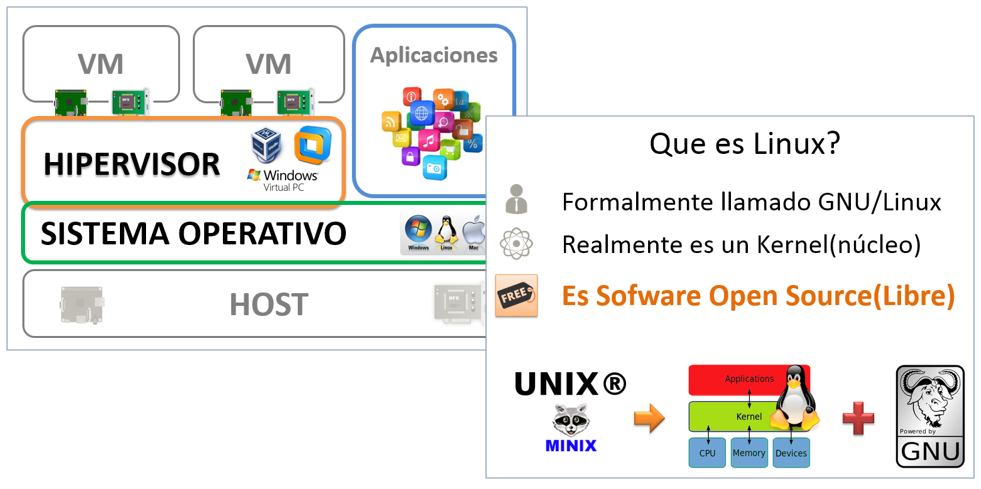 VM
VM
Aplicaciones
HIPERVISOR
Windows
Virtual PC
SISTEMA OPERATIVO
Windows
Linux
Mac
HOST
Que es Linux?
Formalmente llamado GNU/Linux
Realmente es un Kernel(núcleo)
FREE
Es Sofware Open Source(Libre)
UNIX®
MINIX
Applications
Kernel
CPU
Memory
Devices
Powered by
GNU